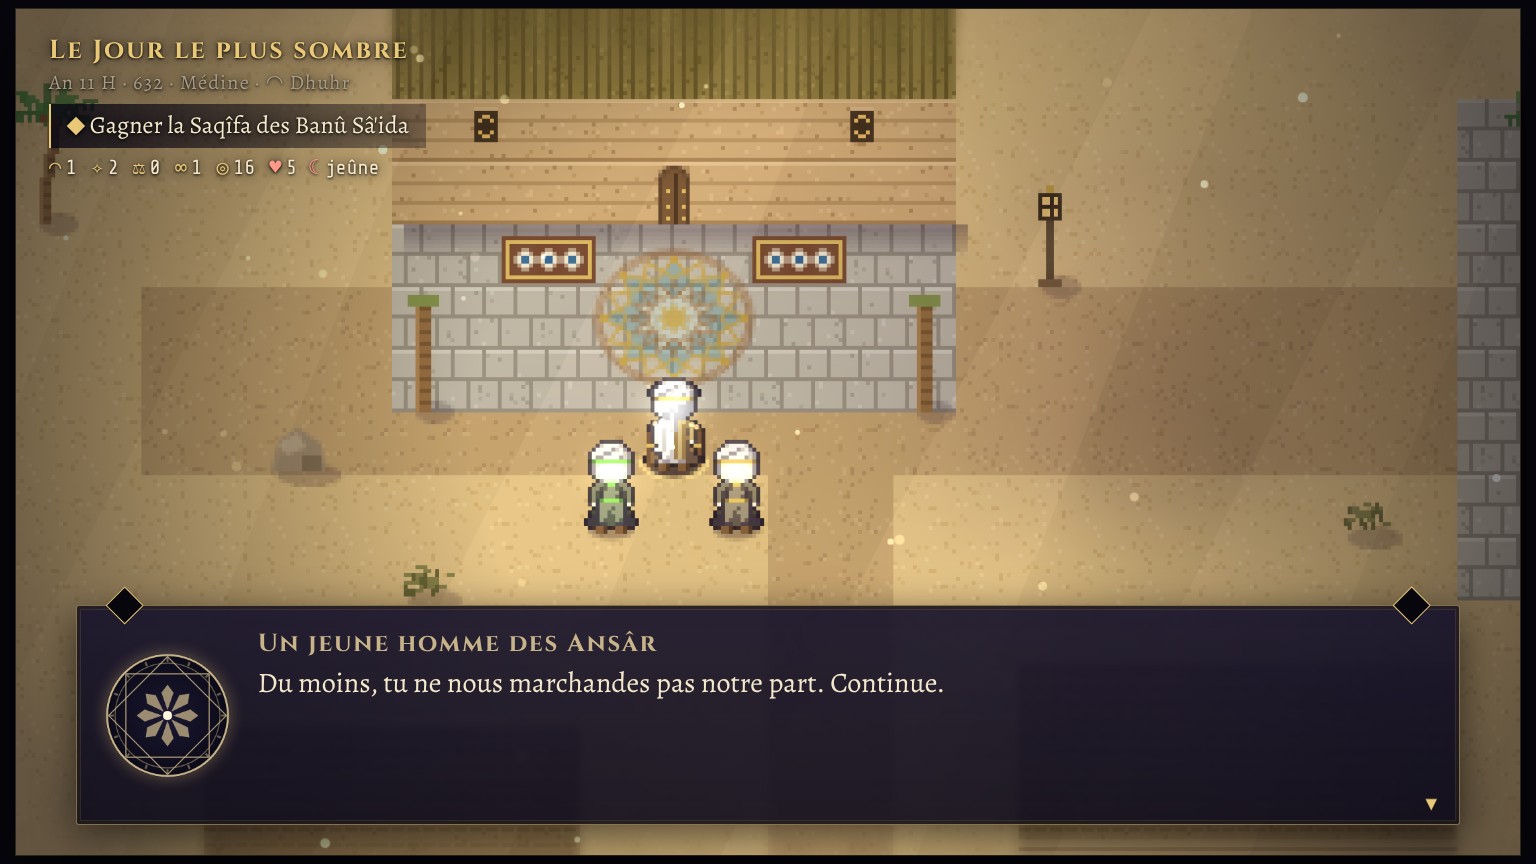 Le Jour le plus sombre
An 11 H · 632 · Médine · ◠ Dhuhr
◆ Gagner la Saqîfa des Banû Sâ'ida
◠1 ✧2 ⚖0 ∞1 ◎16 ♥5 ☾jeûne
Un jeune homme des Ansâr
Du moins, tu ne nous marchandes pas notre part. Continue.
▼